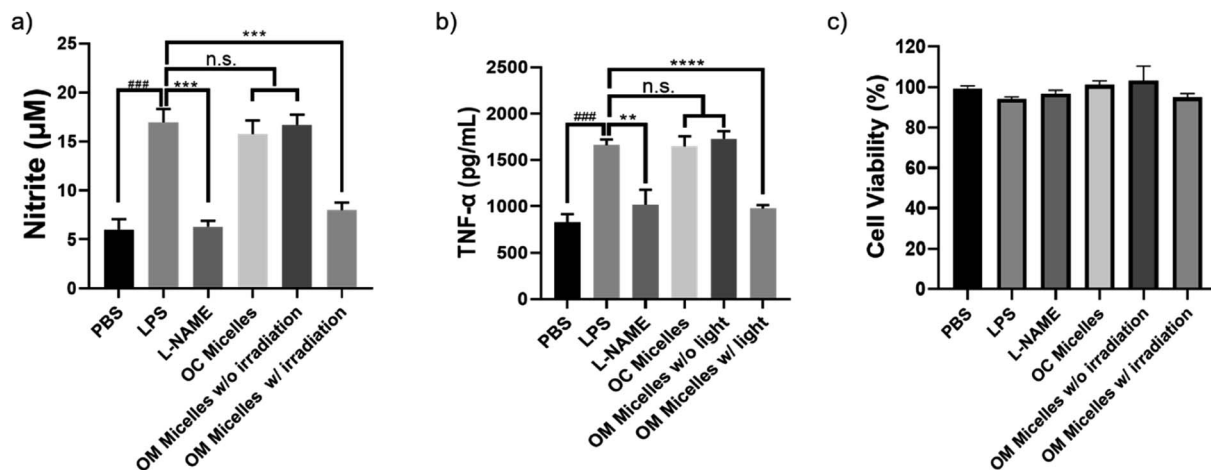 a)
Nitrite (µM)
25
20
15
10
5
0
***
n.s.
###
***
PBS
LPS
L-NAME
OC Micelles
OM Micelles w/o irradiation
OM Micelles w/ irradiation
b)
TNF-α (pg/mL)
2500
2000
1500
1000
500
0
****
n.s.
###
**
PBS
LPS
L-NAME
OC Micelles
OM Micelles w/o light
OM Micelles w/ light
c)
Cell Viability (%)
120
100
80
60
40
20
0
PBS
LPS
L-NAME
OC Micelles
OM Micelles w/o irradiation
OM Micelles w/ irradiation